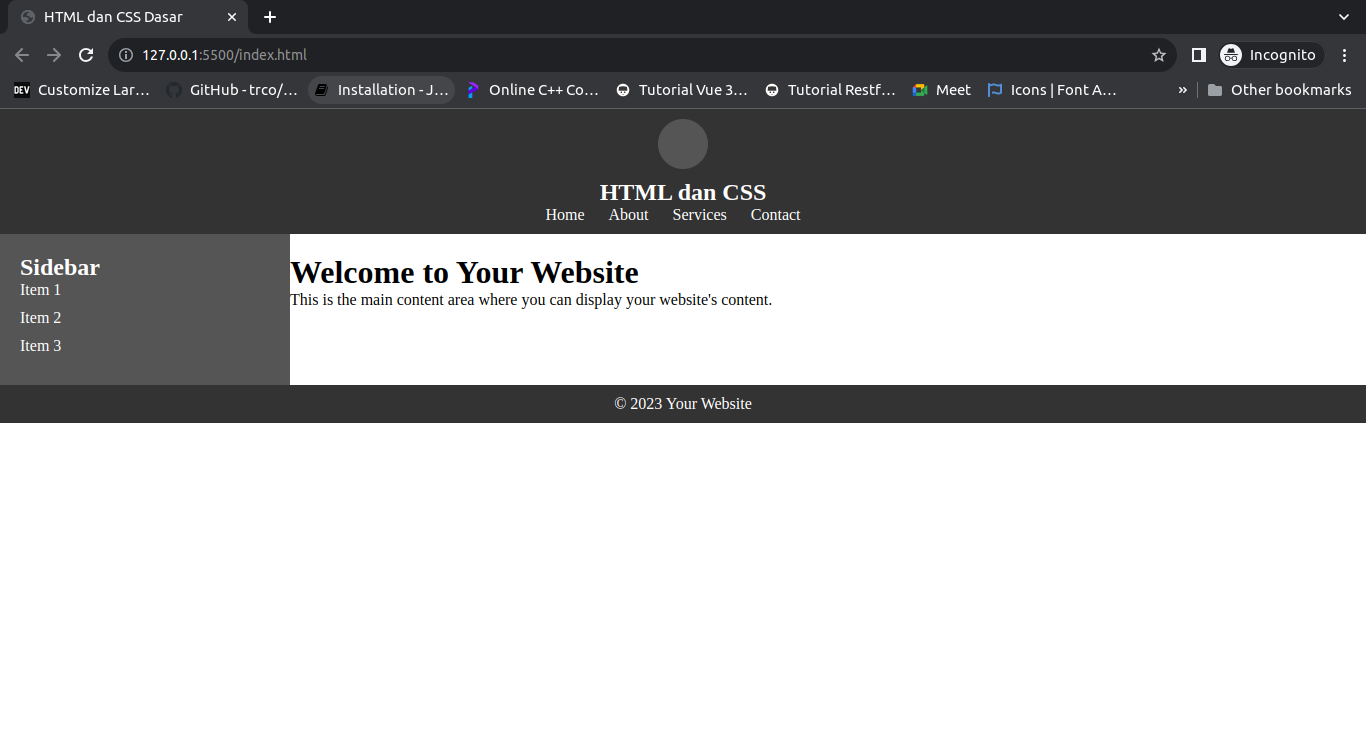 HTML dan CSS Dasar
127.0.0.1:5500/index.html
Incognito
DEV Customize Lar…
GitHub - trco/…
Installation - J…
Online C++ Co…
Tutorial Vue 3…
Tutorial Restf…
Meet
Icons | Font A…
»
Other bookmarks
HTML dan CSS
Home About Services Contact
Sidebar
Item 1
Item 2
Item 3
Welcome to Your Website
This is the main content area where you can display your website's content.
© 2023 Your Website